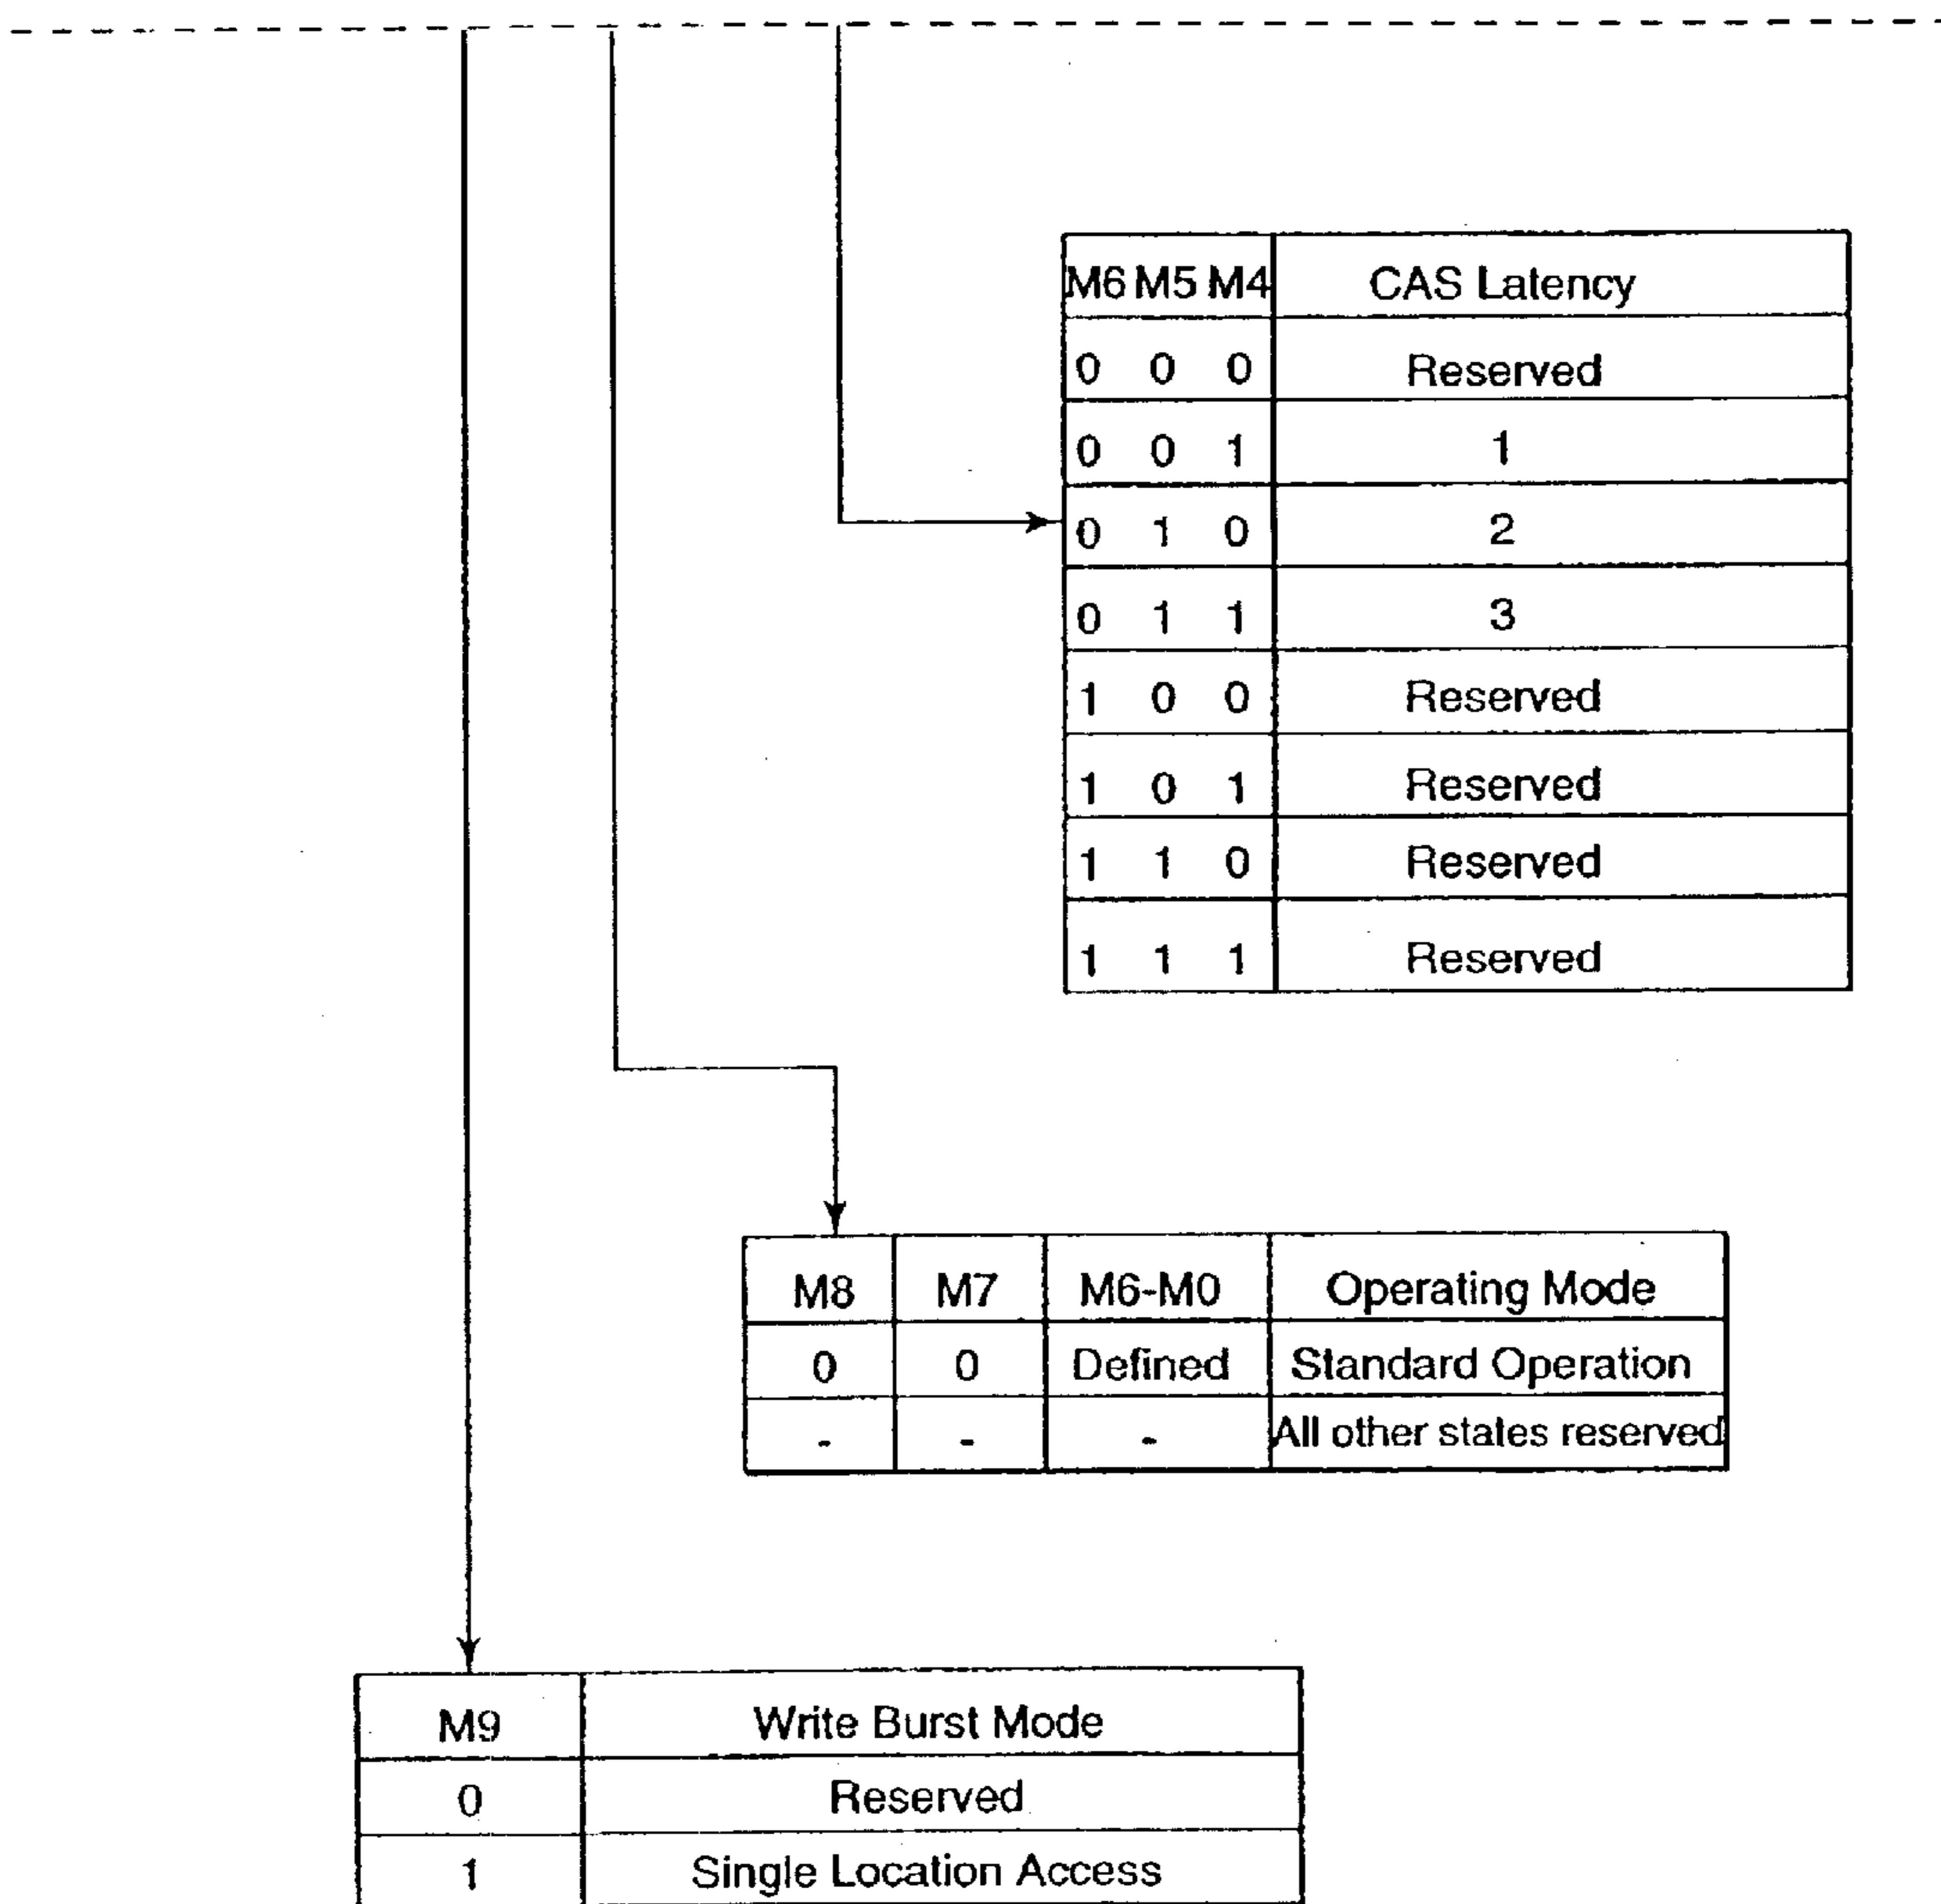 M6 M5 M4 CAS Latency
0 0 0 Reserved
0 0 1 1
0 1 0 2
0 1 1 3
1 0 0 Reserved
1 0 1 Reserved
1 1 0 Reserved
1 1 1 Reserved
M8 M7 M6-M0 Operating Mode
0 0 Defined Standard Operation
- - - All other states reserved
M9 Write Burst Mode
0 Reserved
1 Single Location Access